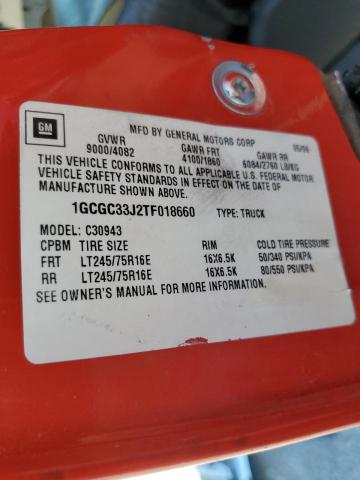 GM
MFD BY GENERAL MOTORS CORP 05/96
GVWR GAWR FRT GAWR RR
9000/4082 4100/1860 6084/2760 LB/KG
THIS VEHICLE CONFORMS TO ALL APPLICABLE U.S. FEDERAL MOTOR
VEHICLE SAFETY STANDARDS IN EFFECT ON THE DATE OF
MANUFACTURE SHOWN ABOVE.
1GCGC33J2TF018660 TYPE: TRUCK
MODEL: C30943
CPBM TIRE SIZE RIM COLD TIRE PRESSURE
FRT LT245/75R16E 16X6.5K 50/340 PSI/KPA
RR LT245/75R16E 16X6.5K 80/550 PSI/KPA
SEE OWNER'S MANUAL FOR MORE INFORMATION.